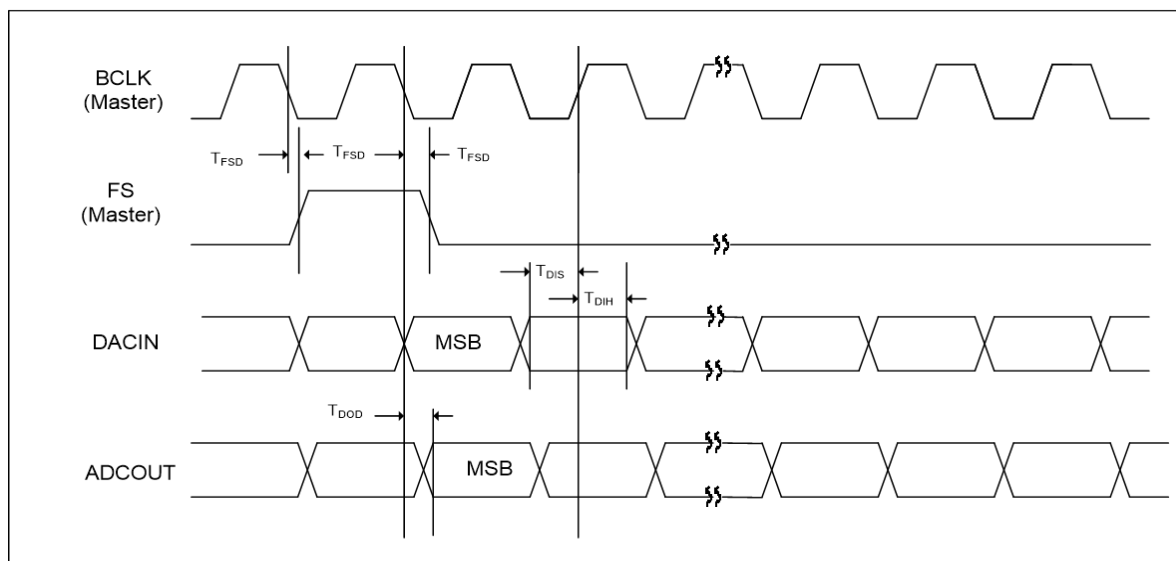 BCLK
(Master)
TFSD TFSD TFSD
FS
(Master)
TDIS
TDIH
DACIN MSB
TDOD
ADCOUT MSB